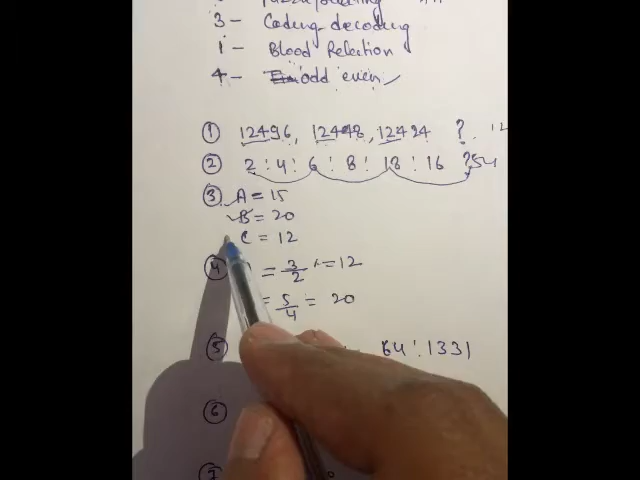 3 - Coding decoding
1 - Blood Relation
4 - odd even
① 12496, 12448, 12424 ?
② 2 : 4 : 6 : 8 : 18 : 16 ?54
③ A = 15
B = 20
C = 12
④ = 3/2 = 12
= 5/4 = 20
⑤ 64 : 1331
⑥
⑦